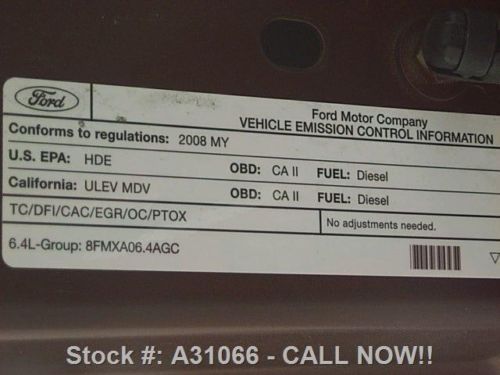 Ford
Ford Motor Company
VEHICLE EMISSION CONTROL INFORMATION
Conforms to regulations: 2008 MY
U.S. EPA: HDE OBD: CA II FUEL: Diesel
California: ULEV MDV OBD: CA II FUEL: Diesel
TC/DFI/CAC/EGR/OC/PTOX No adjustments needed.
6.4L-Group: 8FMXA06.4AGC
Stock #: A31066 - CALL NOW!!